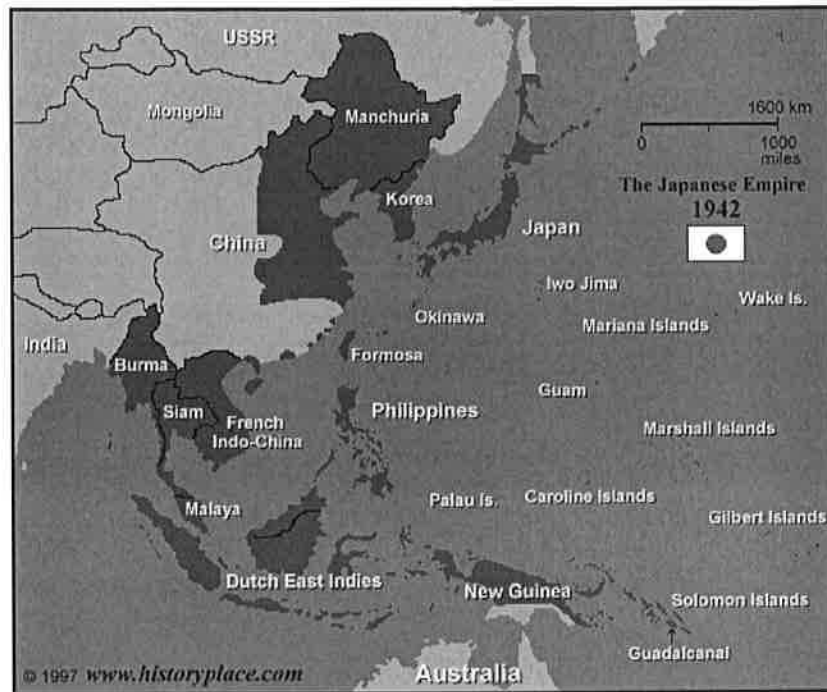 USSR
Mongolia
Manchuria
1600 km
0
1000
miles
Korea
The Japanese Empire
1942
China
Japan
Iwo Jima
Wake Is.
Okinawa
Mariana Islands
India
Burma
Formosa
Siam
French
Indo-China
Philippines
Guam
Marshall Islands
Malaya
Palau Is.
Caroline Islands
Gilbert Islands
Dutch East Indies
New Guinea
Solomon Islands
Guadalcanal
© 1997 www.historyplace.com
Australia